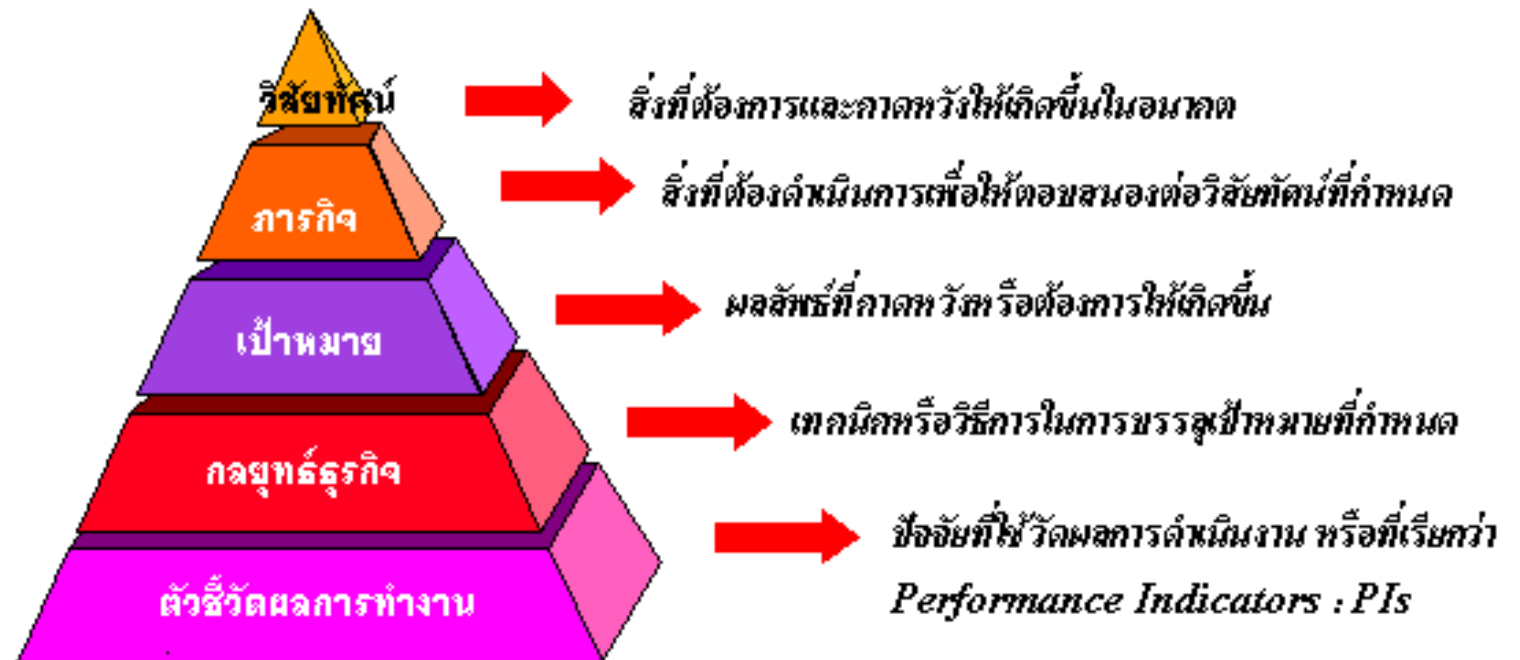 วิสัยทัศน์
สิ่งที่ต้องการและคาดหวังให้เกิดขึ้นในอนาคต
ภารกิจ
สิ่งที่ต้องดำเนินการเพื่อให้ตอบสนองต่อวิสัยทัศน์ที่กำหนด
เป้าหมาย
ผลลัพธ์ที่คาดหวังหรือต้องการให้เกิดขึ้น
กลยุทธ์ธุรกิจ
เทคนิคหรือวิธีการในการบรรลุเป้าหมายที่กำหนด
ตัวชี้วัดผลการทำงาน
ปัจจัยที่ใช้วัดผลการดำเนินงาน หรือที่เรียกว่า
Performance Indicators : PIs